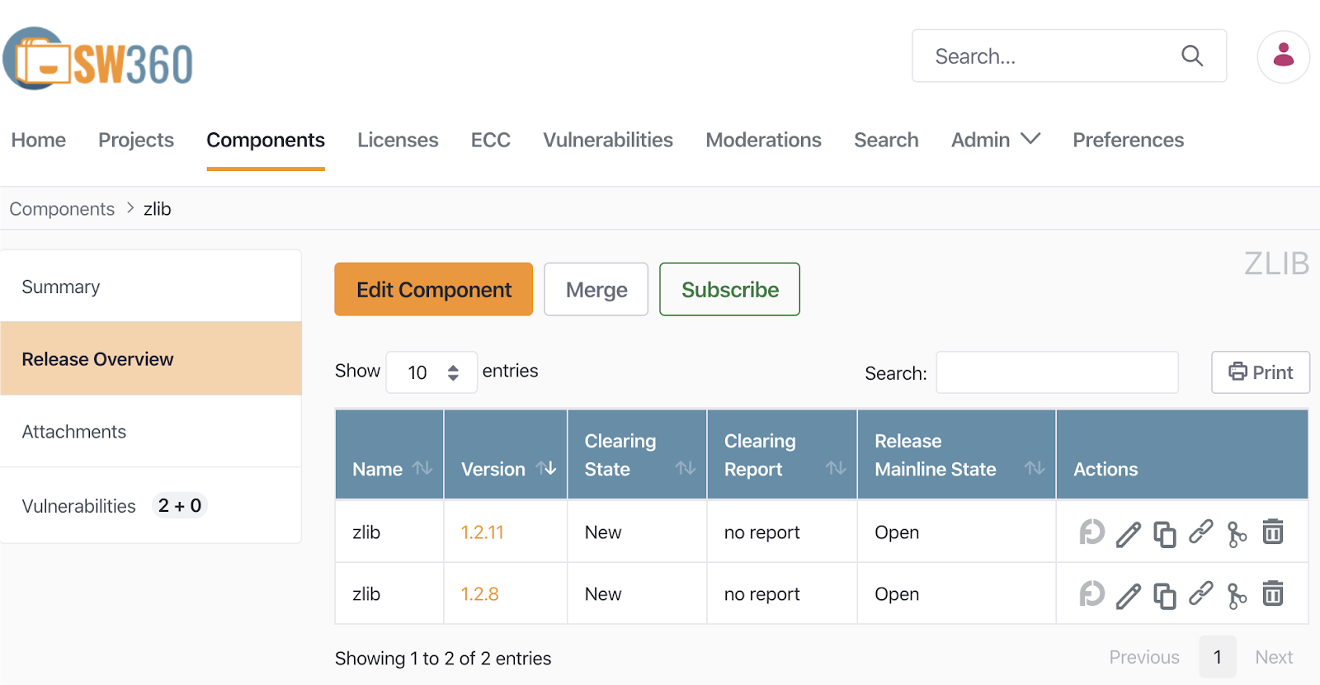 SW360
Search...
Home Projects Components Licenses ECC Vulnerabilities Moderations Search Admin Preferences
Components > zlib
ZLIB
Summary
Release Overview
Attachments
Vulnerabilities 2 + 0
Edit Component Merge Subscribe
Show 10 entries Search: Print
Name Version Clearing State Clearing Report Release Mainline State Actions
zlib 1.2.11 New no report Open
zlib 1.2.8 New no report Open
Showing 1 to 2 of 2 entries Previous 1 Next